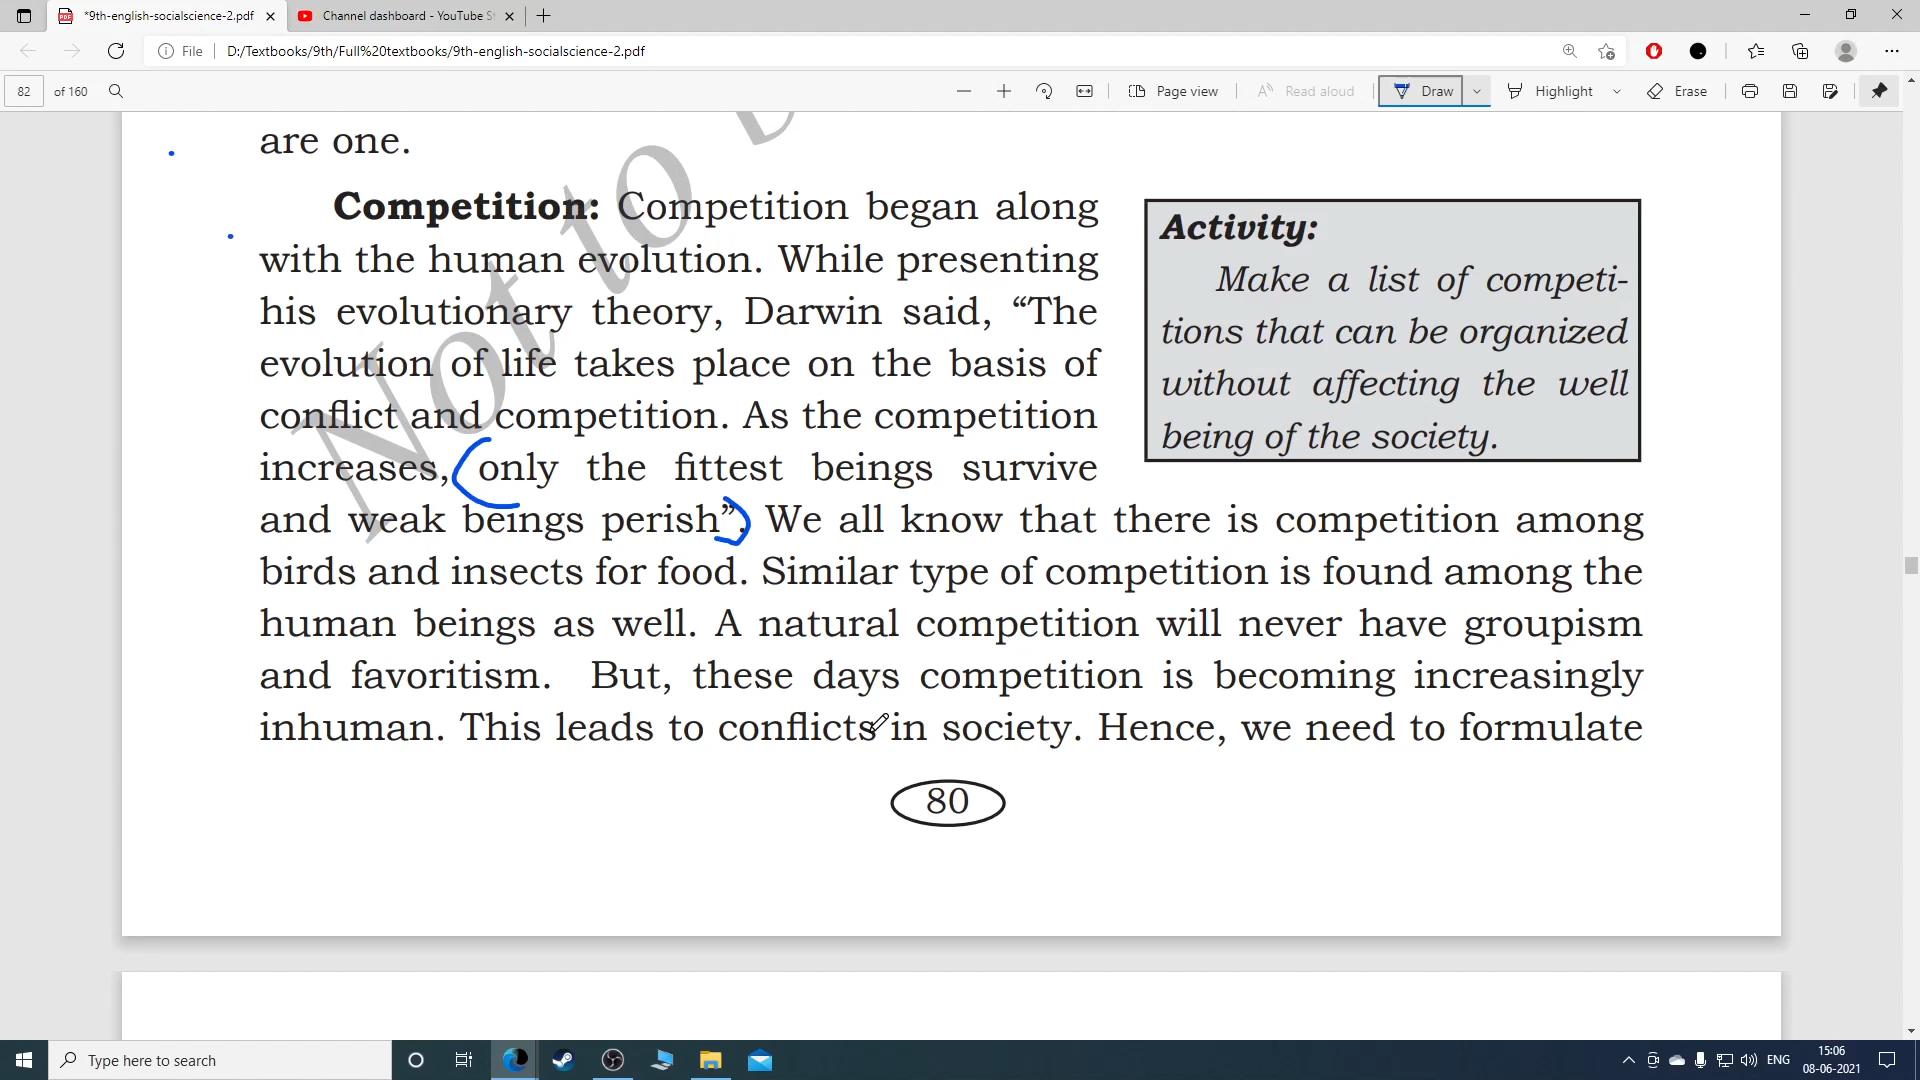 *9th-english-socialscience-2.pdf
Channel dashboard - YouTube S
File
D:/Textbooks/9th/Full%20textbooks/9th-english-socialscience-2.pdf
82 of 160
Page view
Read aloud
Draw
Highlight
Erase
are one.
Competition: Competition began along
with the human evolution. While presenting
his evolutionary theory, Darwin said, “The
evolution of life takes place on the basis of
conflict and competition. As the competition
increases, only the fittest beings survive
and weak beings perish”. We all know that there is competition among
birds and insects for food. Similar type of competition is found among the
human beings as well. A natural competition will never have groupism
and favoritism. But, these days competition is becoming increasingly
inhuman. This leads to conflicts in society. Hence, we need to formulate
Activity:
Make a list of competi-
tions that can be organized
without affecting the well
being of the society.
Not to
80
Type here to search
ENG
15:06
08-06-2021